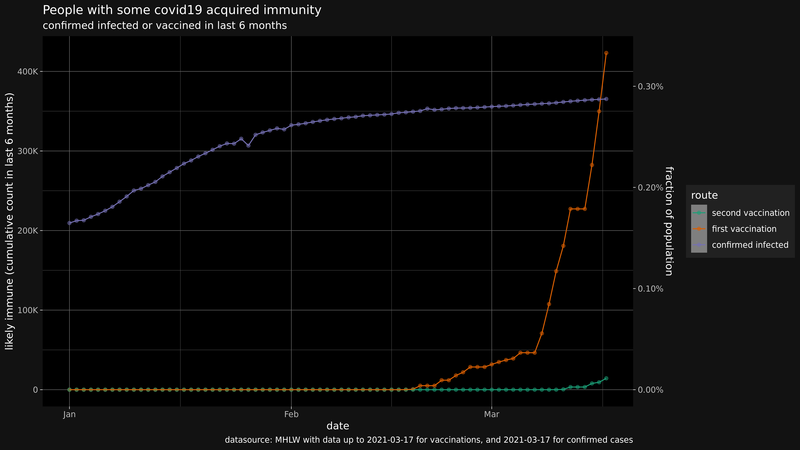 People with some covid19 acquired immunity
confirmed infected or vaccined in last 6 months
likely immune (cumulative count in last 6 months)
400K
300K
200K
100K
0
Jan
Feb
Mar
date
0.30%
0.20%
0.10%
0.00%
fraction of population
route
second vaccination
first vaccination
confirmed infected
datasource: MHLW with data up to 2021-03-17 for vaccinations, and 2021-03-17 for confirmed cases